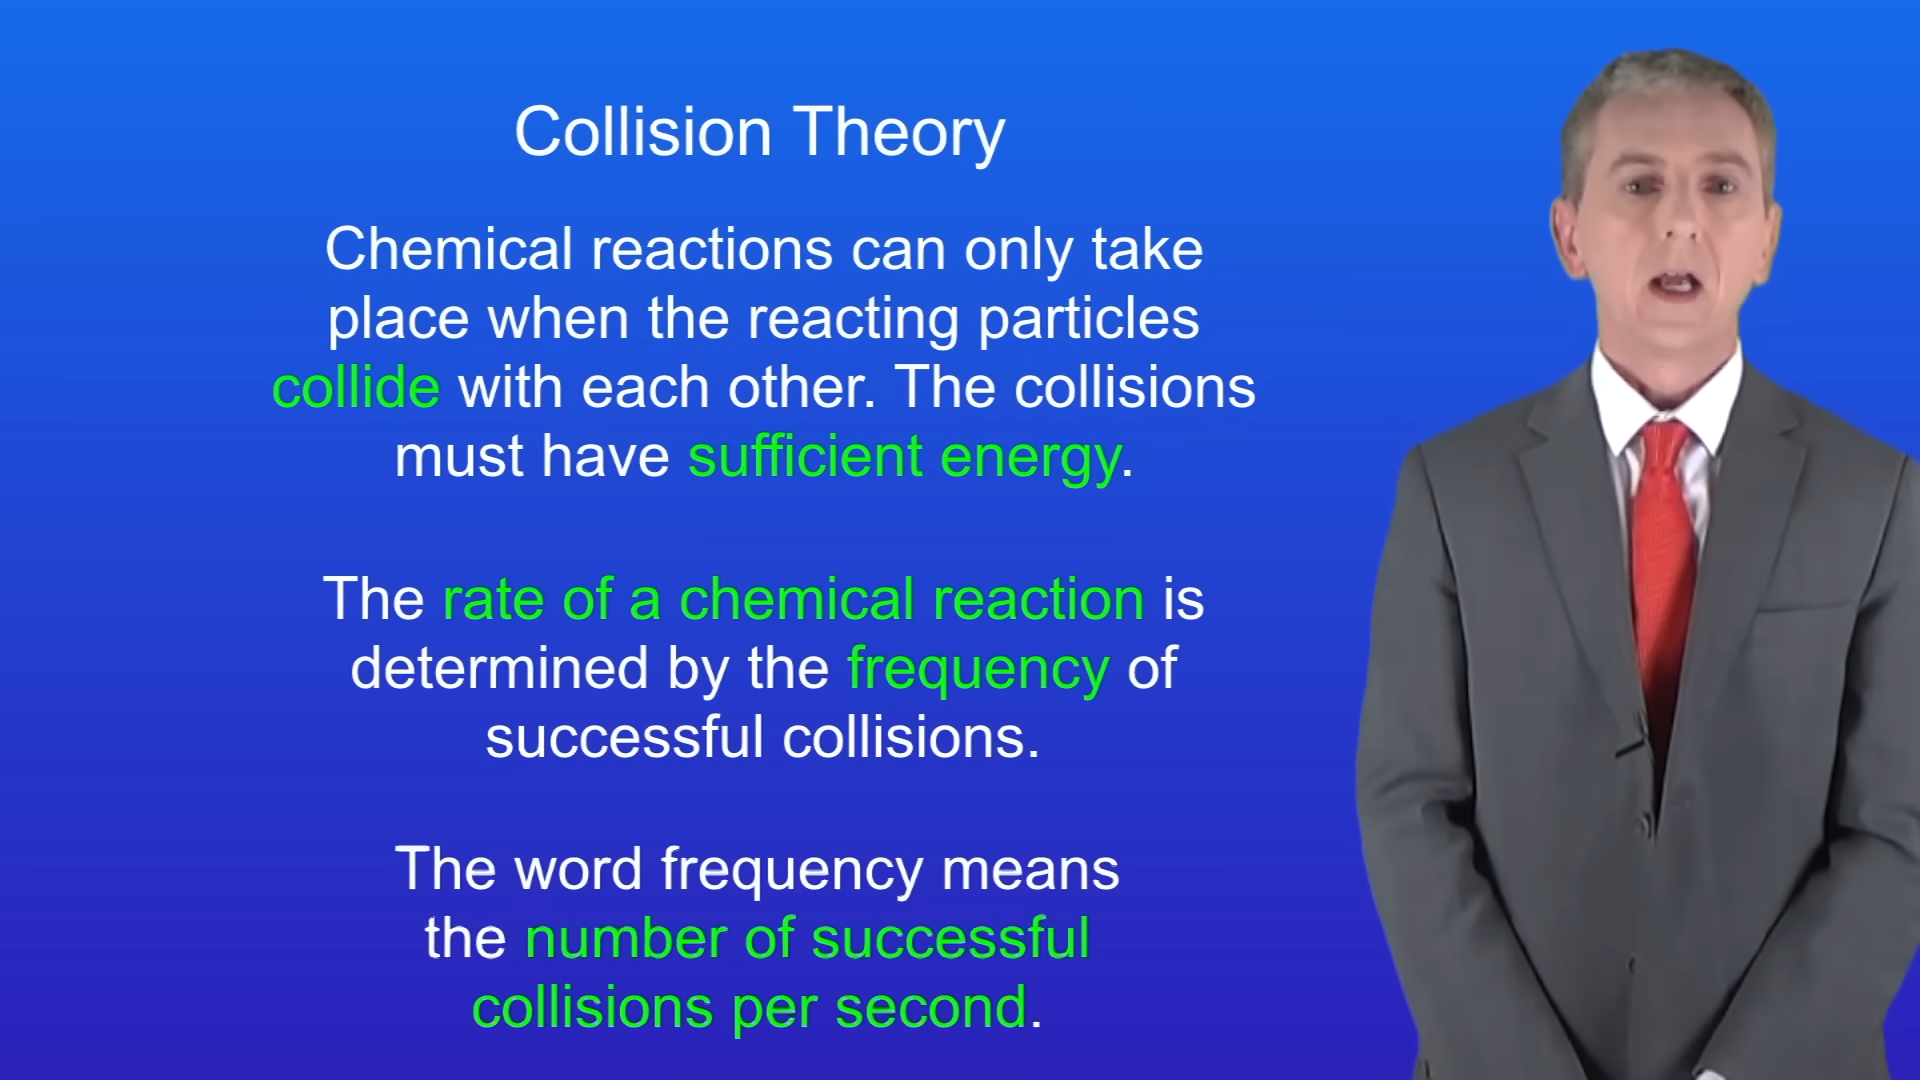 Collision Theory
Chemical reactions can only take
place when the reacting particles
collide with each other. The collisions
must have sufficient energy.
The rate of a chemical reaction is
determined by the frequency of
successful collisions.
The word frequency means
the number of successful
collisions per second.